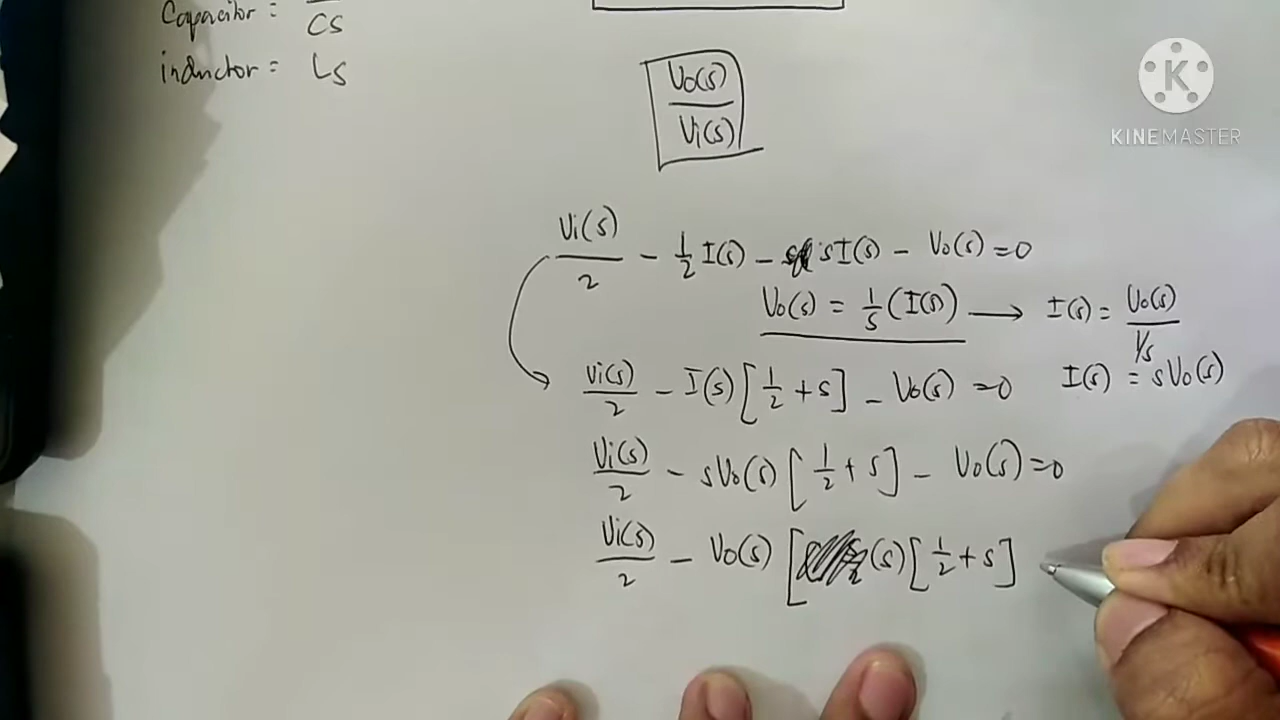 Capacitor = CS
inductor = LS
K
KINEMASTER
Vo(s)
Vi(s)
Vi(s)/2 - 1/2 I(s) - sI(s) - Vo(s) = 0
Vo(s) = 1/s (I(s)) → I(s) = Vo(s)/1/s
I(s) = sVo(s)
Vi(s)/2 - I(s)[1/2 + s] - Vo(s) = 0
Vi(s)/2 - sVo(s)[1/2 + s] - Vo(s) = 0
Vi(s)/2 - Vo(s)[(s)[1/2 + s]